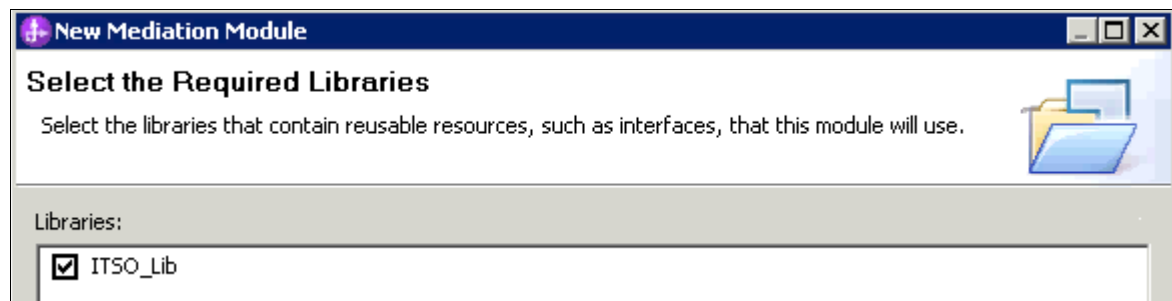 New Mediation Module
Select the Required Libraries
Select the libraries that contain reusable resources, such as interfaces, that this module will use.
Libraries:
ITSO_Lib